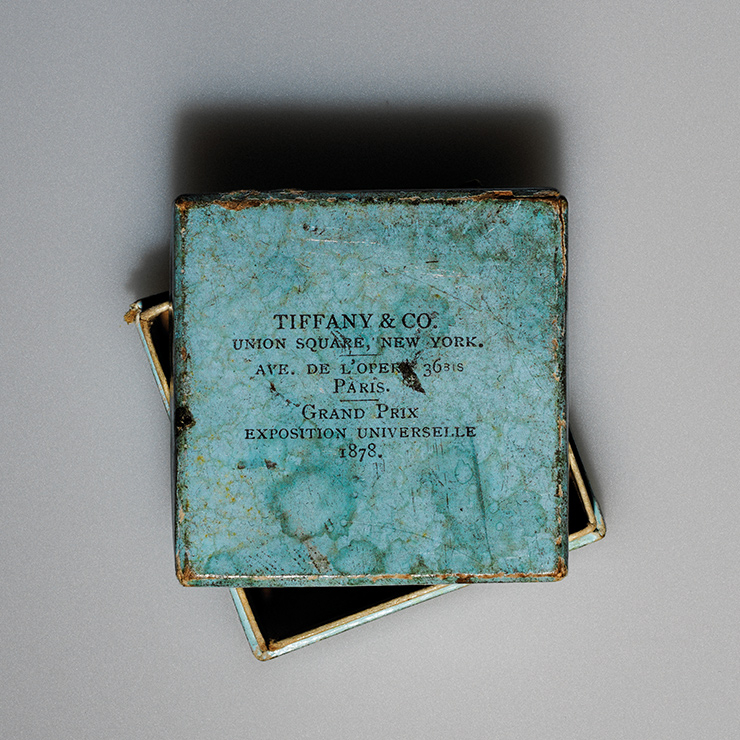 TIFFANY & CO.
UNION SQUARE, NEW YORK.
AVE. DE L'OPERA 36BIS
PARIS.
GRAND PRIX
EXPOSITION UNIVERSELLE
1878.